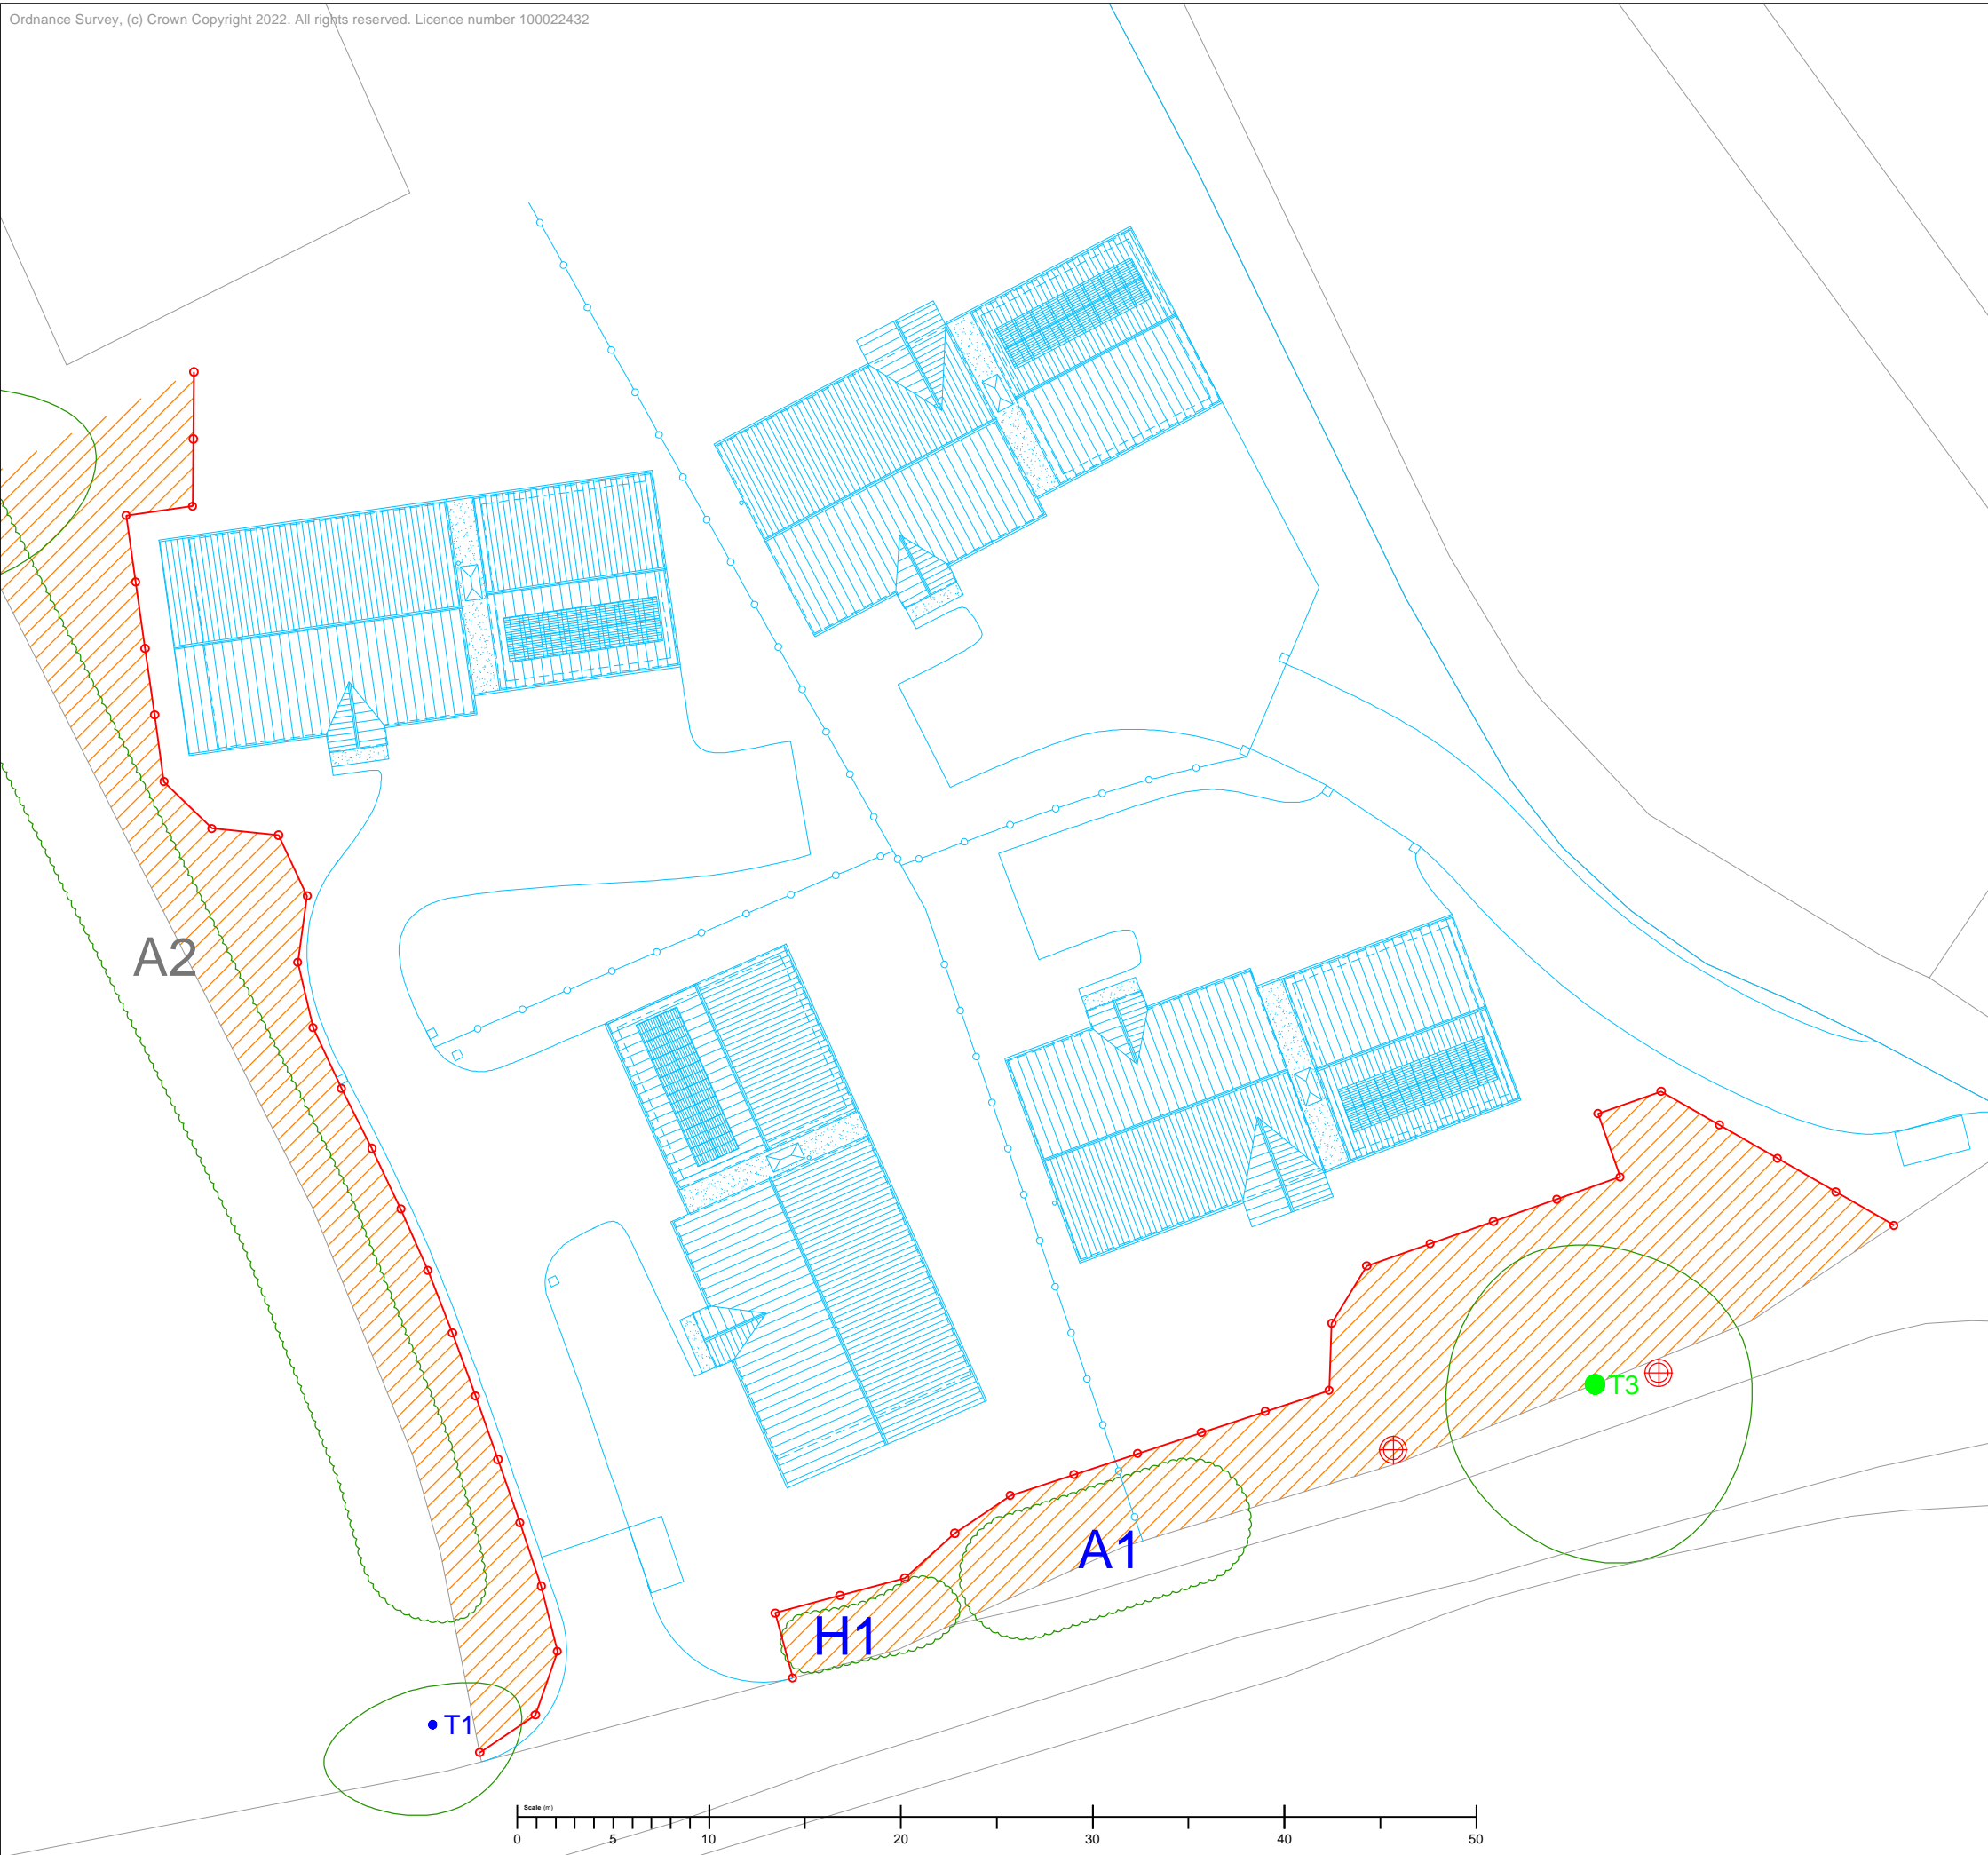 Ordnance Survey, (c) Crown Copyright 2022. All rights reserved. Licence number 100022432
A2
T3
A1
H1
T1
Scale (m)
0 5 10 20 30 40 50